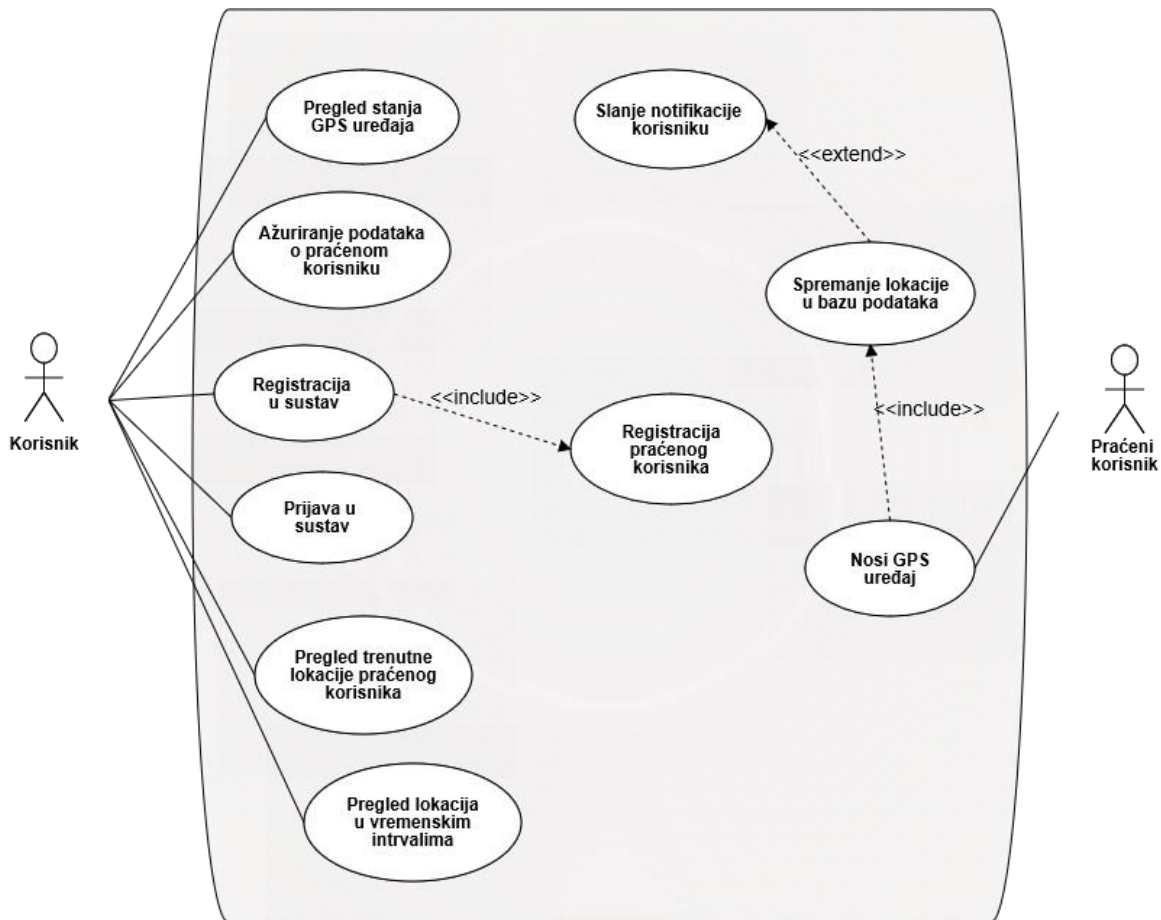 Pregled stanja
GPS uređaja
Slanje notifikacije
korisniku
<<extend>>
Ažuriranje podataka
o praćenom
korisniku
Spremanje lokacije
u bazu podataka
Korisnik
Registracija
u sustav
<<include>>
Registracija
praćenog
korisnika
<<include>>
Praćeni
korisnik
Prijava u
sustav
Nosi GPS
uređaj
Pregled trenutne
lokacije praćenog
korisnika
Pregled lokacija
u vremenskim
intrvalima